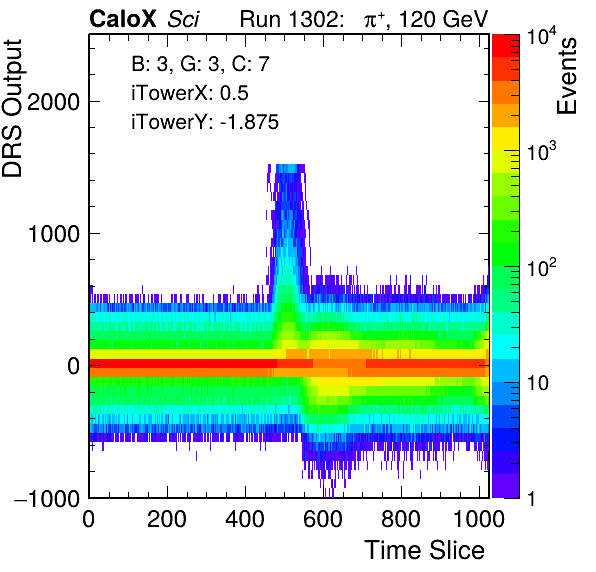 CaloX Sci Run 1302: π⁺, 120 GeV
B: 3, G: 3, C: 7
iTowerX: 0.5
iTowerY: -1.875
DRS Output
2000
1000
0
−1000
0 200 400 600 800 1000
Time Slice
Events
10⁴
10³
10²
10
1